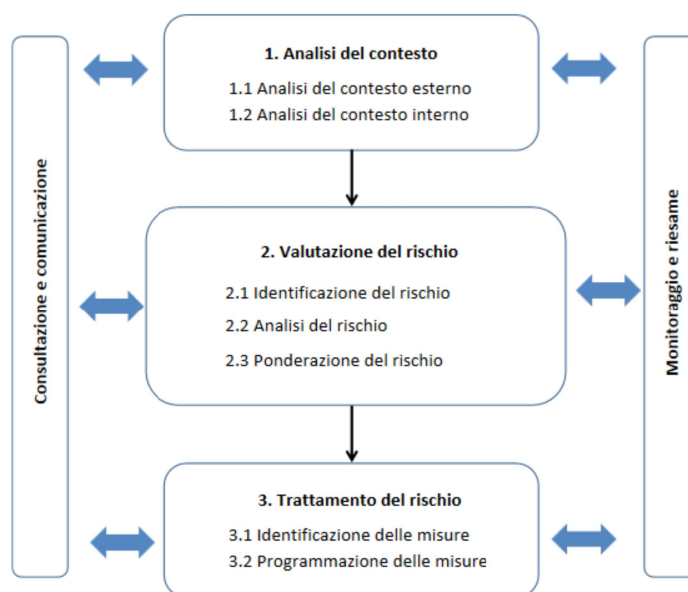 Consultazione e comunicazione
1. Analisi del contesto
1.1 Analisi del contesto esterno
1.2 Analisi del contesto interno
2. Valutazione del rischio
2.1 Identificazione del rischio
2.2 Analisi del rischio
2.3 Ponderazione del rischio
3. Trattamento del rischio
3.1 Identificazione delle misure
3.2 Programmazione delle misure
Monitoraggio e riesame